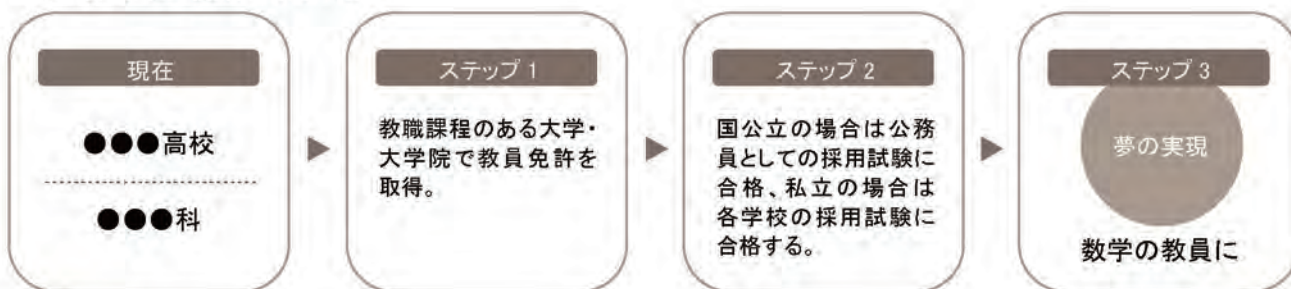 現在
●●●高校
●●●科
ステップ 1
教職課程のある大学・
大学院で教員免許を
取得。
ステップ 2
国公立の場合は公務
員としての採用試験に
合格、私立の場合は
各学校の採用試験に
合格する。
ステップ 3
夢の実現
数学の教員に